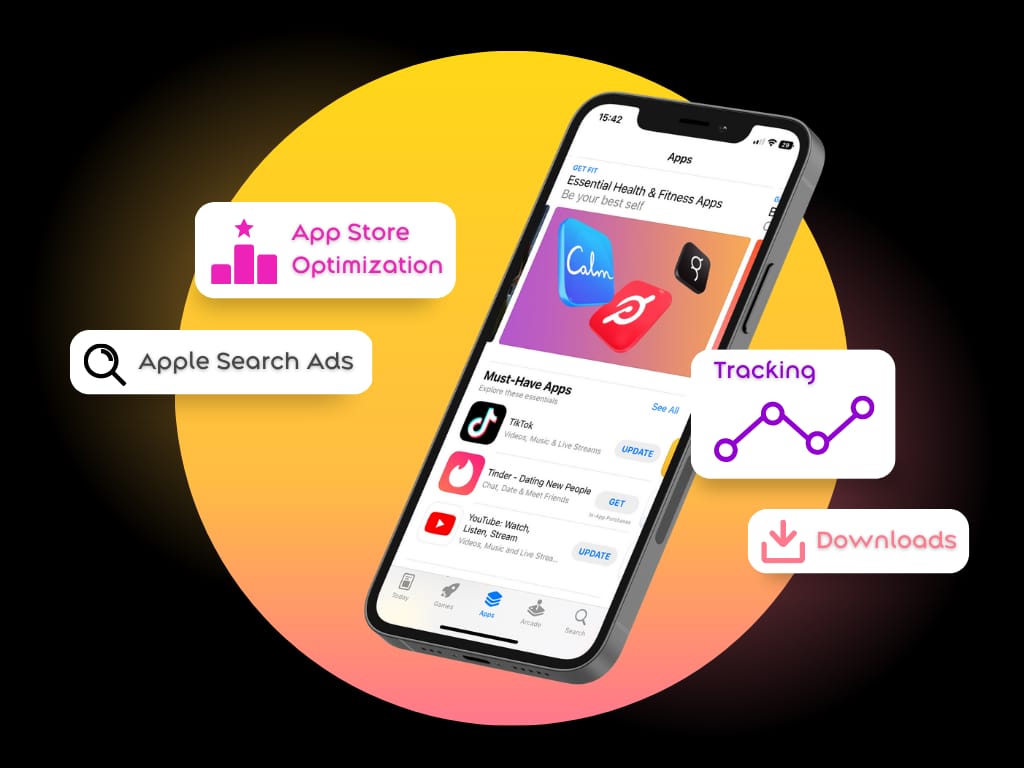 App Store
Optimization
Apple Search Ads
15:42
29
Apps
GET FIT
Essential Health & Fitness Apps
Be your best self
Calm
Must-Have Apps
Explore these essentials
See All
TikTok
Videos, Music & Live Streams
UPDATE
Tinder - Dating New People
Chat, Date & Meet Friends
GET
In-App Purchases
YouTube: Watch,
Listen, Stream
Videos, Music and Live Strea...
UPDATE
Today
Games
Apps
Arcade
Search
Tracking
Downloads